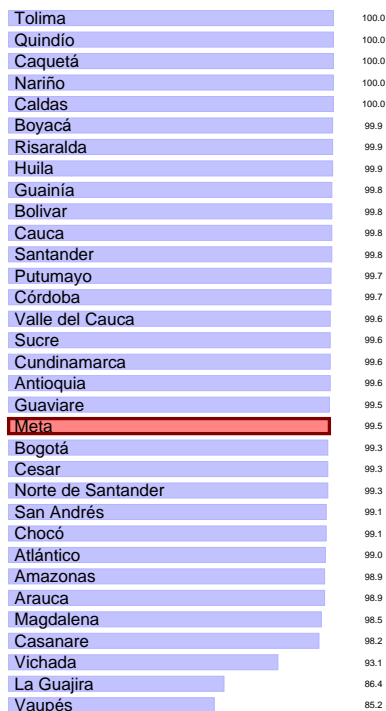 Tolima 100.0
Quindío 100.0
Caquetá 100.0
Nariño 100.0
Caldas 100.0
Boyacá 99.9
Risaralda 99.9
Huila 99.9
Guainía 99.8
Bolivar 99.8
Cauca 99.8
Santander 99.8
Putumayo 99.7
Córdoba 99.7
Valle del Cauca 99.6
Sucre 99.6
Cundinamarca 99.6
Antioquia 99.6
Guaviare 99.5
Meta 99.5
Bogotá 99.3
Cesar 99.3
Norte de Santander 99.3
San Andrés 99.1
Chocó 99.1
Atlántico 99.0
Amazonas 98.9
Arauca 98.9
Magdalena 98.5
Casanare 98.2
Vichada 93.1
La Guajira 86.4
Vaupés 85.2